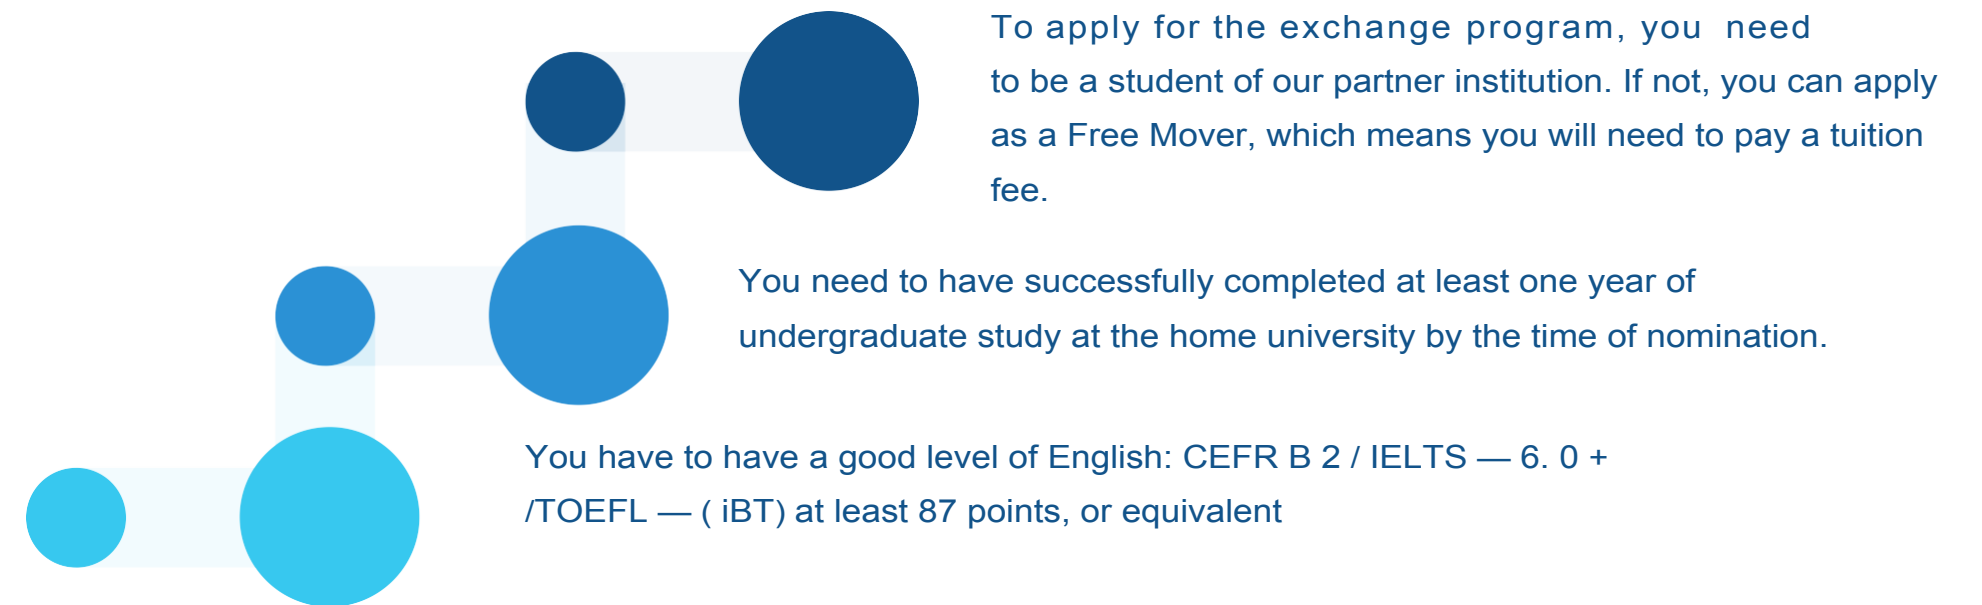 To apply for the exchange program, you need
to be a student of our partner institution. If not, you can apply
as a Free Mover, which means you will need to pay a tuition
fee.
You need to have successfully completed at least one year of
undergraduate study at the home university by the time of nomination.
You have to have a good level of English: CEFR B 2 / IELTS — 6. 0 +
/TOEFL — ( iBT) at least 87 points, or equivalent